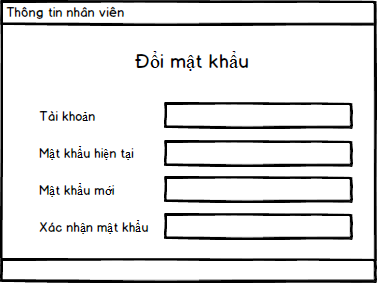 Thông tin nhân viên
Đổi mật khẩu
Tài khoản
Mật khẩu hiện tại
Mật khẩu mới
Xác nhận mật khẩu